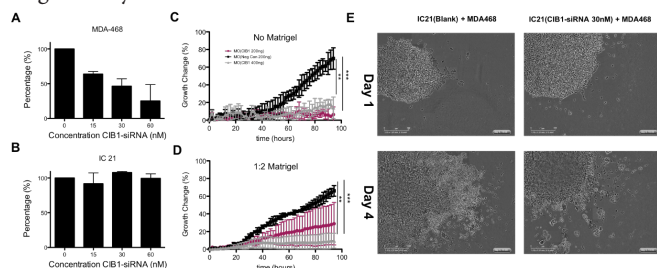 A
MDA-468
Percentage (%)
100
50
0
0 15 30 60
Concentration CIB1-siRNA (nM)
B
IC 21
Percentage (%)
100
50
0
0 15 30 60
Concentration CIB1-siRNA (nM)
C
No Matrigel
Growth Change (%)
100
80
60
40
20
0
0 20 40 60 80 100
time (hours)
** ***
D
1:2 Matrigel
Growth Change (%)
100
80
60
40
20
0
0 20 40 60 80 100
time (hours)
** ***
E
IC21(Blank) + MDA468
IC21(CIB1-siRNA 30nM) + MDA468
Day 1
Day 4